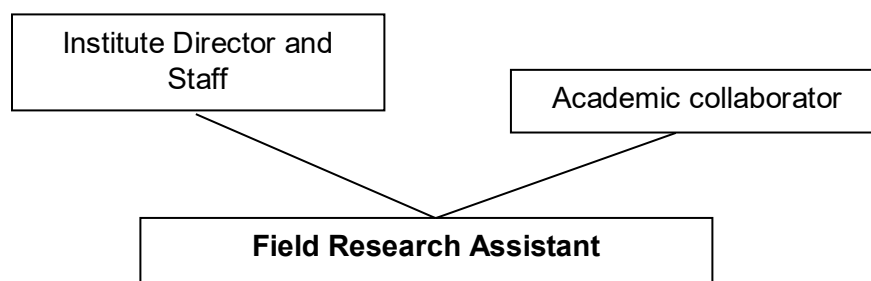 Institute Director and
Staff
Academic collaborator
Field Research Assistant